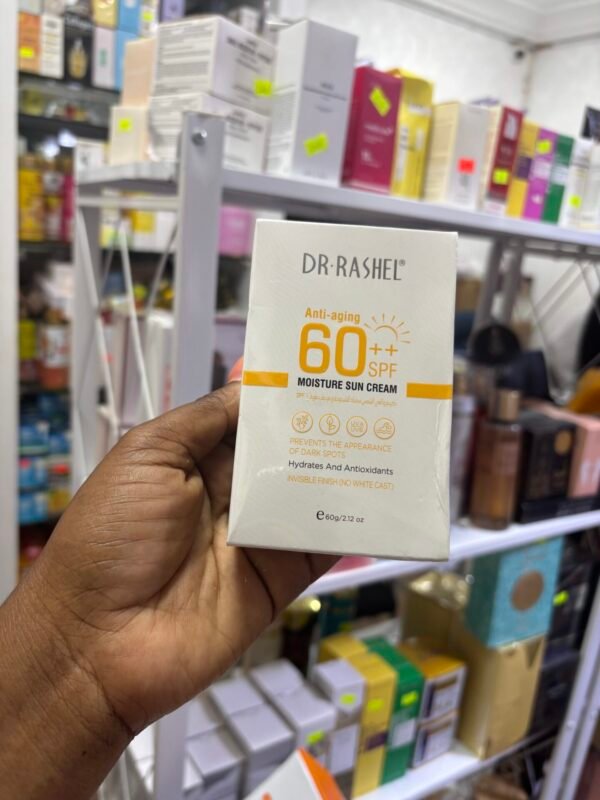 DR·RASHEL®
Anti-aging
60++
SPF
MOISTURE SUN CREAM
PREVENTS THE APPEARANCE
OF DARK SPOTS
Hydrates And Antioxidants
INVISIBLE FINISH (NO WHITE CAST)
e60g/2.12 oz